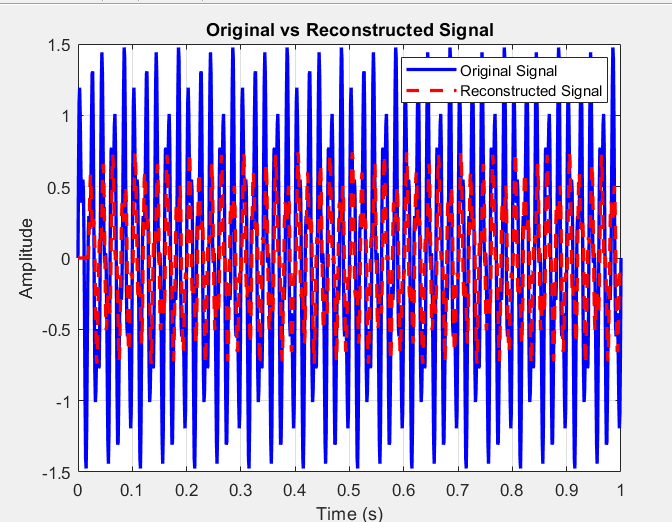 Original vs Reconstructed Signal
Original Signal
Reconstructed Signal
1.5
1
0.5
0
-0.5
-1
-1.5
Amplitude
0 0.1 0.2 0.3 0.4 0.5 0.6 0.7 0.8 0.9 1
Time (s)